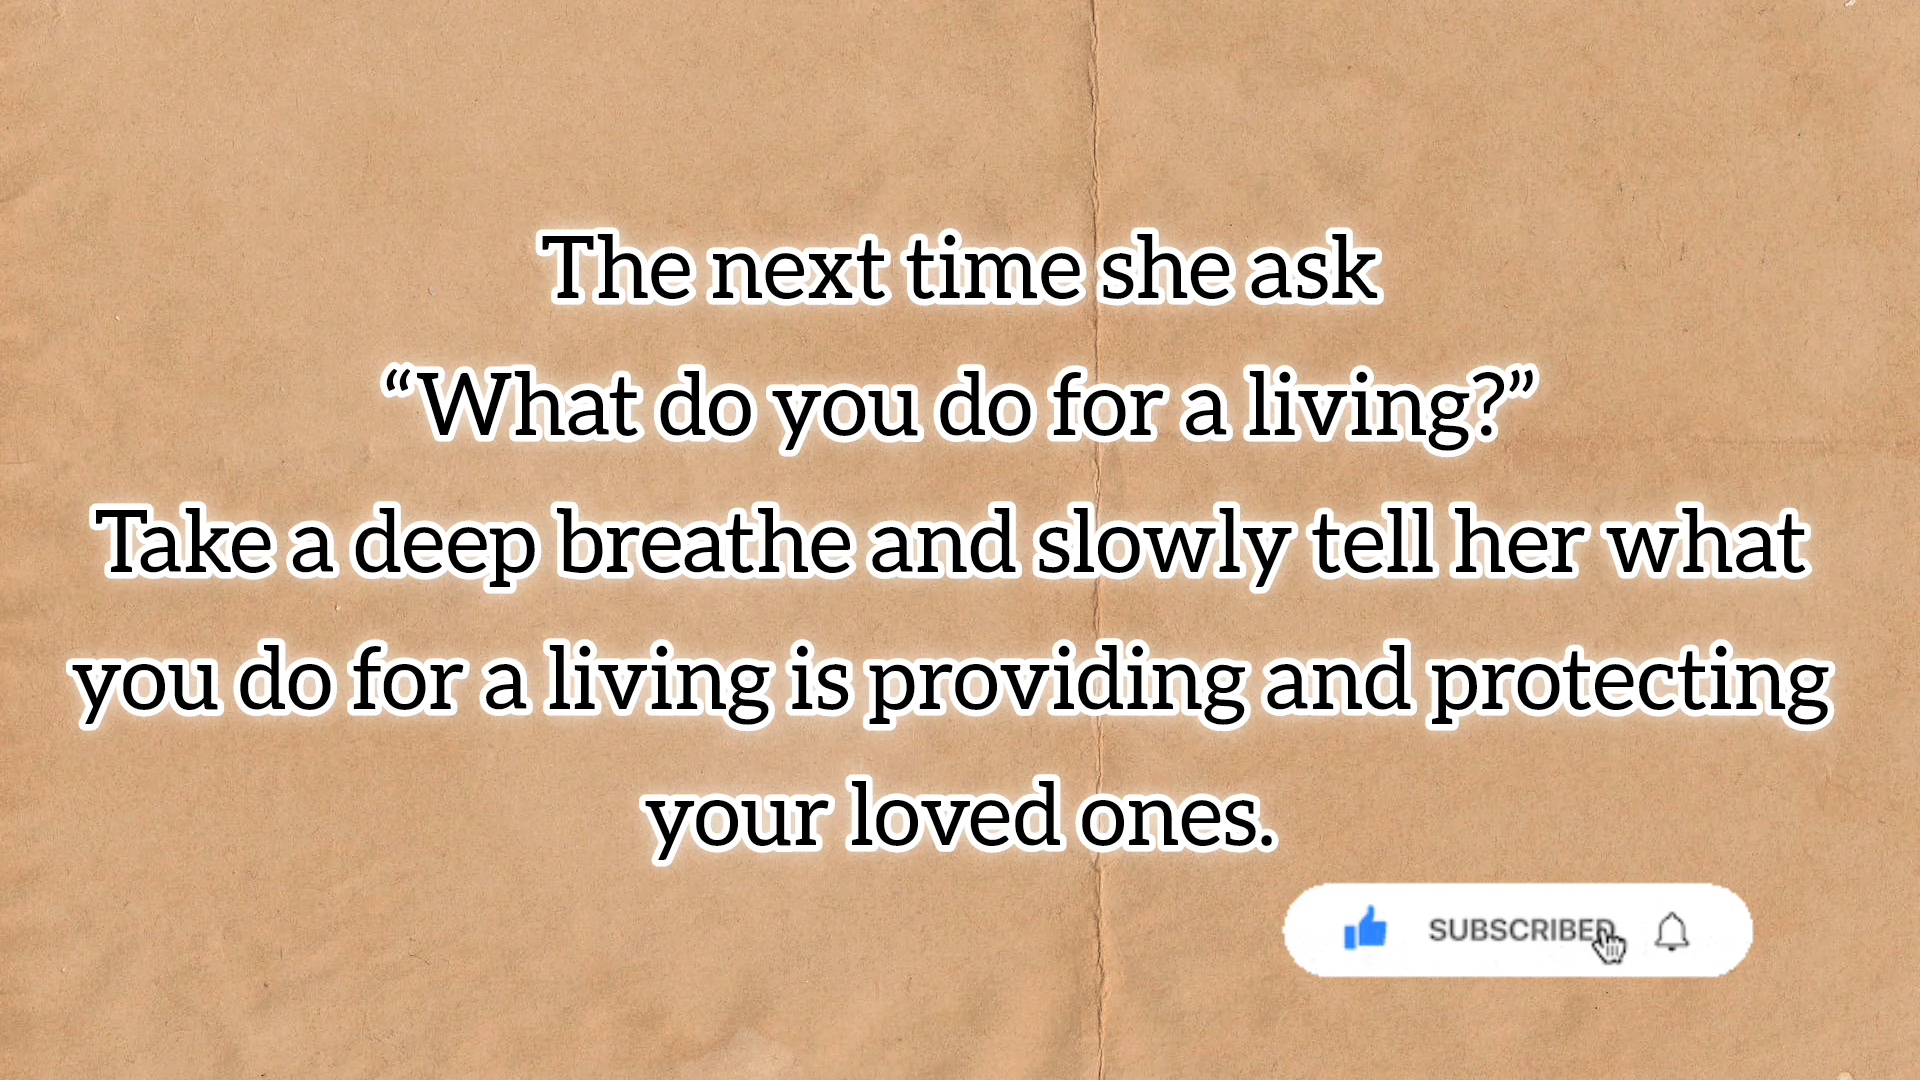 The next time she ask
“What do you do for a living?”
Take a deep breathe and slowly tell her what
you do for a living is providing and protecting
your loved ones.
SUBSCRIBED